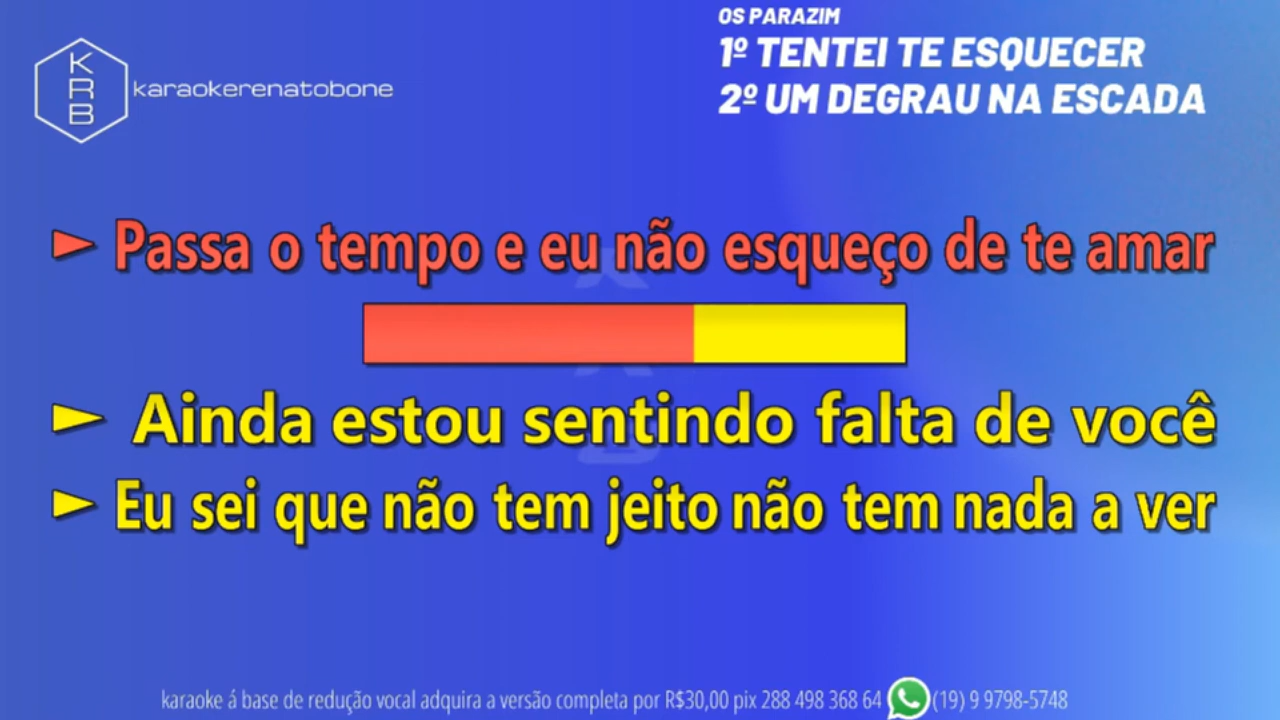 OS PARAZIM
1º TENTEI TE ESQUECER
2º UM DEGRAU NA ESCADA
KRB
karaokerenatobone
Passa o tempo e eu não esqueço de te amar
Ainda estou sentindo falta de você
Eu sei que não tem jeito não tem nada a ver
karaoke á base de redução vocal adquira a versão completa por R$30,00 pix 288 498 368 64 (19) 9 9798-5748